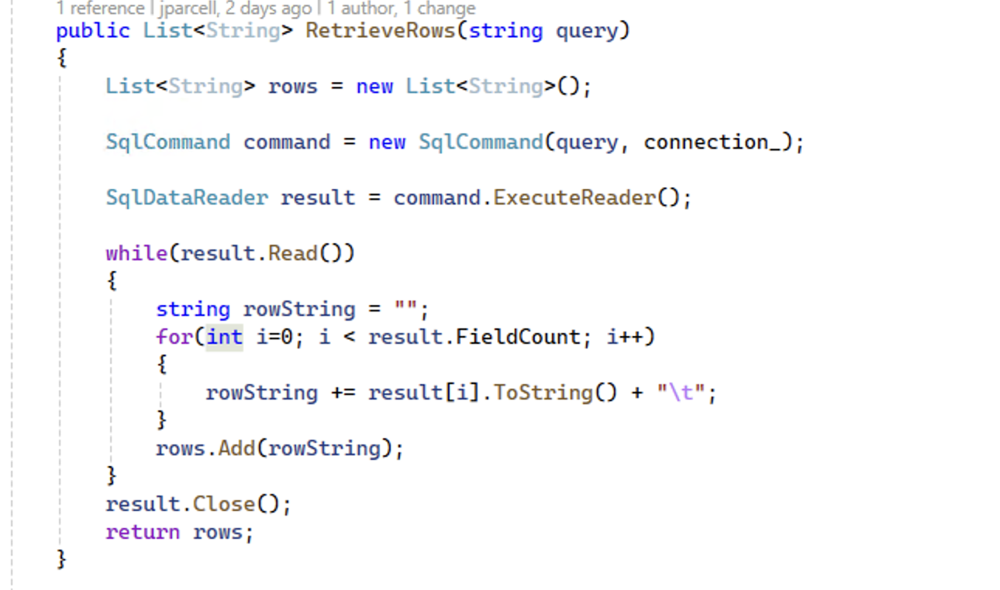 1 reference | jparcell, 2 days ago | 1 author, 1 change
public List<String> RetrieveRows(string query)
{
    List<String> rows = new List<String>();

    SqlCommand command = new SqlCommand(query, connection_);

    SqlDataReader result = command.ExecuteReader();

    while(result.Read())
    {
        string rowString = "";
        for(int i=0; i < result.FieldCount; i++)
        {
            rowString += result[i].ToString() + "\t";
        }
        rows.Add(rowString);
    }
    result.Close();
    return rows;
}